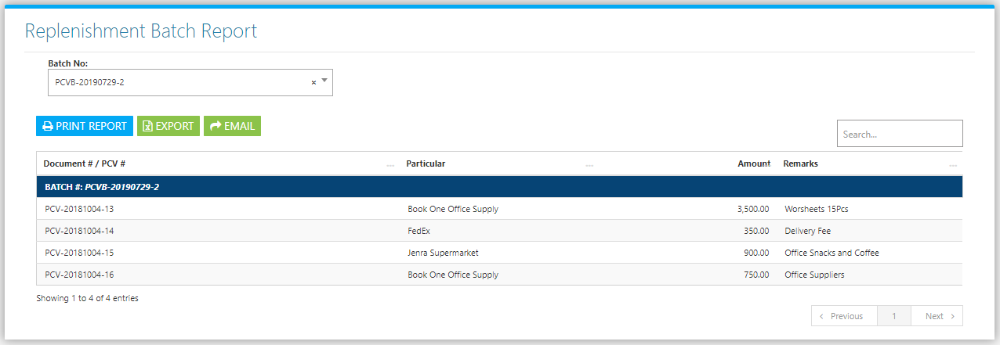 Replenishment Batch Report
Batch No:
PCVB-20190729-2 ×
PRINT REPORT EXPORT EMAIL
Search...
Document # / PCV # Particular Amount Remarks
BATCH #: PCVB-20190729-2
PCV-20181004-13 Book One Office Supply 3,500.00 Worsheets 15Pcs
PCV-20181004-14 FedEx 350.00 Delivery Fee
PCV-20181004-15 Jenra Supermarket 900.00 Office Snacks and Coffee
PCV-20181004-16 Book One Office Supply 750.00 Office Suppliers
Showing 1 to 4 of 4 entries
‹ Previous 1 Next ›